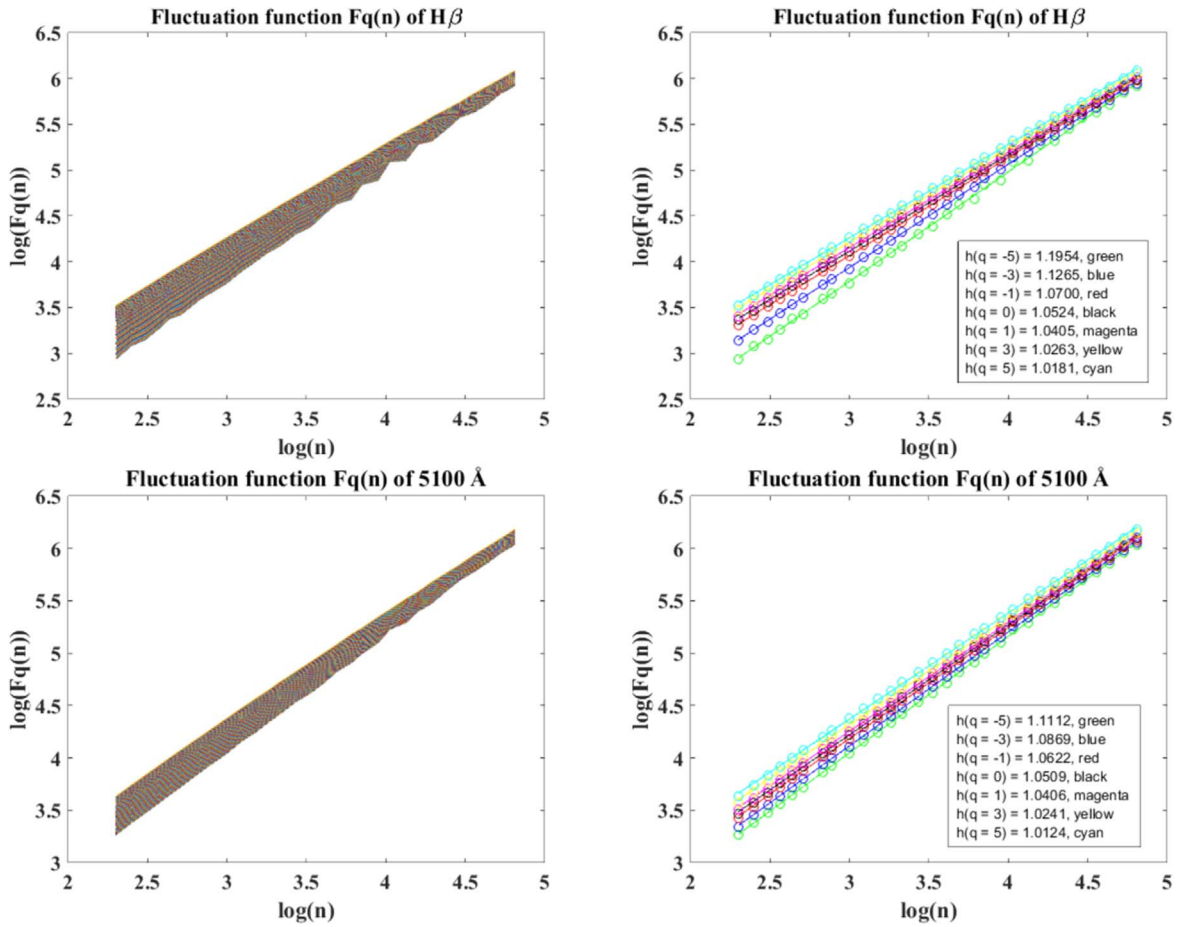 Fluctuation function Fq(n) of Hβ
6.5
6
5.5
5
4.5
4
3.5
3
2.5
2 2.5 3 3.5 4 4.5 5
log(Fq(n))
log(n)
Fluctuation function Fq(n) of Hβ
6.5
6
5.5
5
4.5
4
3.5
3
2.5
2 2.5 3 3.5 4 4.5 5
log(Fq(n))
log(n)
h(q = -5) = 1.1954, green
h(q = -3) = 1.1265, blue
h(q = -1) = 1.0700, red
h(q = 0) = 1.0524, black
h(q = 1) = 1.0405, magenta
h(q = 3) = 1.0263, yellow
h(q = 5) = 1.0181, cyan
Fluctuation function Fq(n) of 5100 Å
6.5
6
5.5
5
4.5
4
3.5
3
2 2.5 3 3.5 4 4.5 5
log(Fq(n))
log(n)
Fluctuation function Fq(n) of 5100 Å
6.5
6
5.5
5
4.5
4
3.5
3
2 2.5 3 3.5 4 4.5 5
log(Fq(n))
log(n)
h(q = -5) = 1.1112, green
h(q = -3) = 1.0869, blue
h(q = -1) = 1.0622, red
h(q = 0) = 1.0509, black
h(q = 1) = 1.0406, magenta
h(q = 3) = 1.0241, yellow
h(q = 5) = 1.0124, cyan